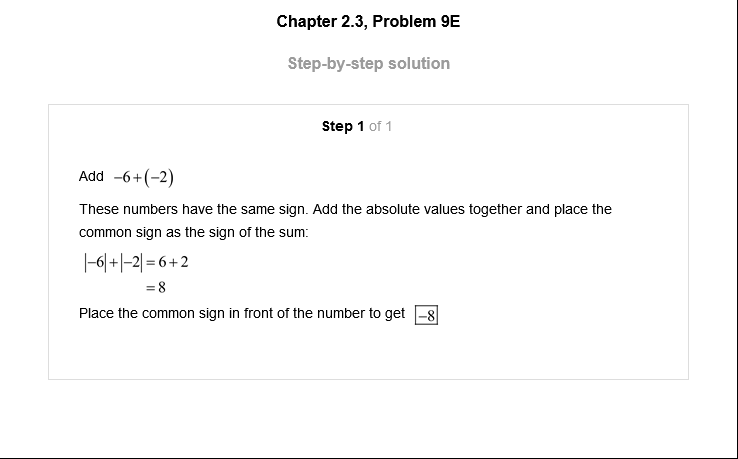 Chapter 2.3, Problem 9E
Step-by-step solution
Step 1 of 1
Add −6+(−2)
These numbers have the same sign. Add the absolute values together and place the
common sign as the sign of the sum:
|−6|+|−2|=6+2
=8
Place the common sign in front of the number to get −8